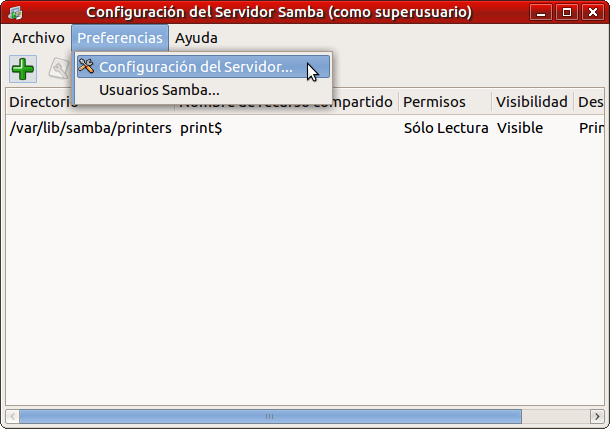 Configuración del Servidor Samba (como superusuario)
Archivo Preferencias Ayuda
Configuración del Servidor...
Usuarios Samba...
Directorio Nombre de recurso compartido Permisos Visibilidad Des
/var/lib/samba/printers print$ Sólo Lectura Visible Prin